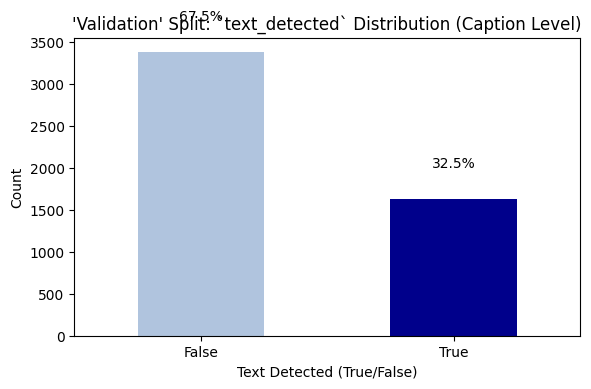 67.5%
'Validation' Split: `text_detected` Distribution (Caption Level)
3500
3000
2500
2000
1500
1000
500
0
Count
32.5%
False
True
Text Detected (True/False)